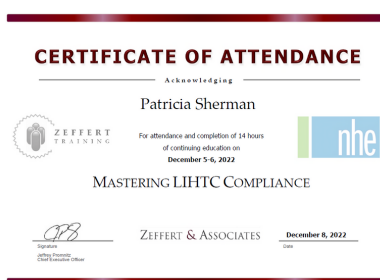 CERTIFICATE OF ATTENDANCE
Acknowledging
Patricia Sherman
ZEFFERT
TRAINING
For attendance and completion of 14 hours
of continuing education on
December 5-6, 2022
nhe
MASTERING LIHTC COMPLIANCE
ZEFFERT & ASSOCIATES
December 8, 2022
Signature
Date
Jeffrey Promnitz
Chief Executive Officer